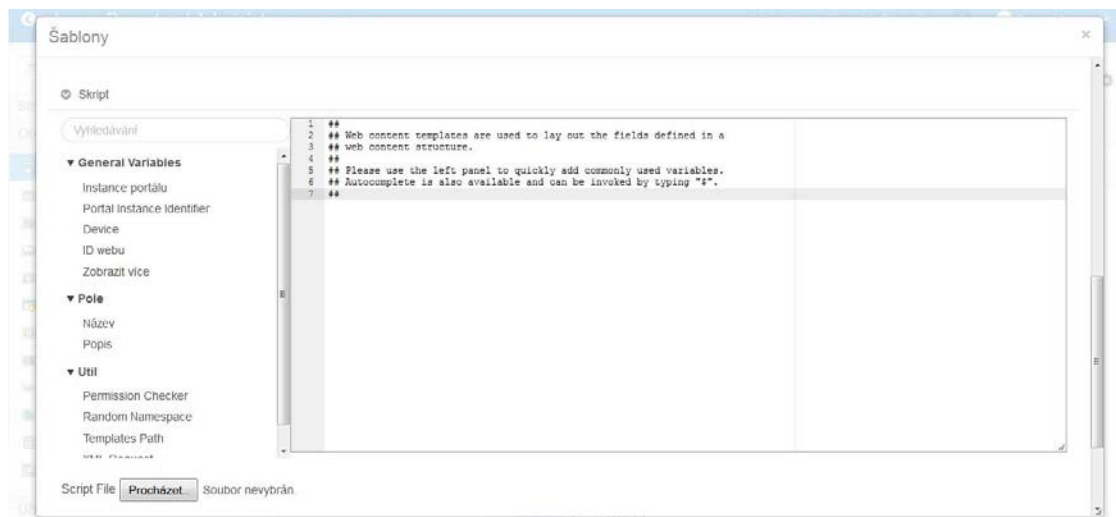 Šablony
×
Skript
Vyhledávání
▼ General Variables
Instance portálu
Portal Instance Identifier
Device
ID webu
Zobrazit více
▼ Pole
Název
Popis
▼ Util
Permission Checker
Random Namespace
Templates Path
XML Request
1 ##
2 ## Web content templates are used to lay out the fields defined in a
3 ## web content structure.
4 ##
5 ## Please use the left panel to quickly add commonly used variables.
6 ## Autocomplete is also available and can be invoked by typing "$".
7 ##
Script File Procházet... Soubor nevybrán.